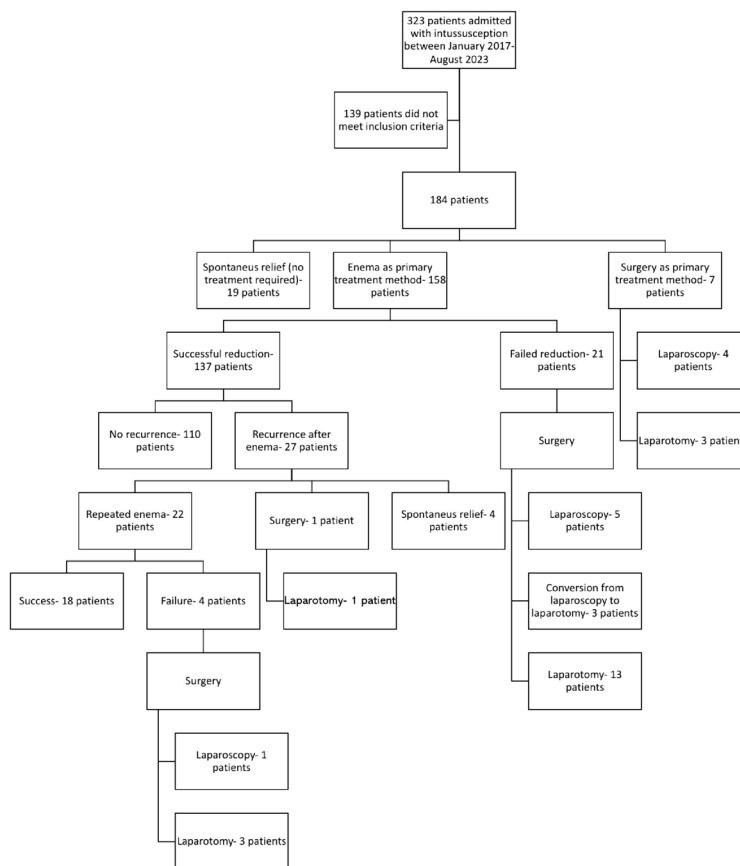 323 patients admitted
with intussusception
between January 2017-
August 2023
139 patients did not
meet inclusion criteria
184 patients
Spontaneus relief (no
treatment required)-
19 patients
Enema as primary
treatment method- 158
patients
Surgery as primary
treatment method- 7
patients
Successful reduction-
137 patients
Failed reduction- 21
patients
Laparoscopy- 4
patients
No recurrence- 110
patients
Recurrence after
enema- 27 patients
Surgery
Laparotomy- 3 patient
Repeated enema- 22
patients
Surgery- 1 patient
Spontaneus relief- 4
patients
Laparoscopy- 5
patients
Success- 18 patients
Failure- 4 patients
Laparotomy- 1 patient
Conversion from
laparoscopy to
laparotomy- 3 patients
Surgery
Laparotomy- 13
patients
Laparoscopy- 1
patients
Laparotomy- 3 patients